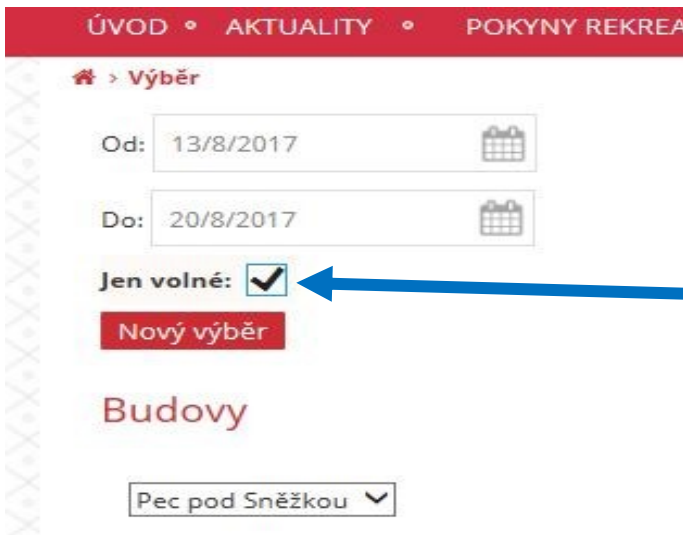 ÚVOD • AKTUALITY • POKYNY REKREA
› Výběr
Od: 13/8/2017
Do: 20/8/2017
Jen volné:
Nový výběr
Budovy
Pec pod Sněžkou